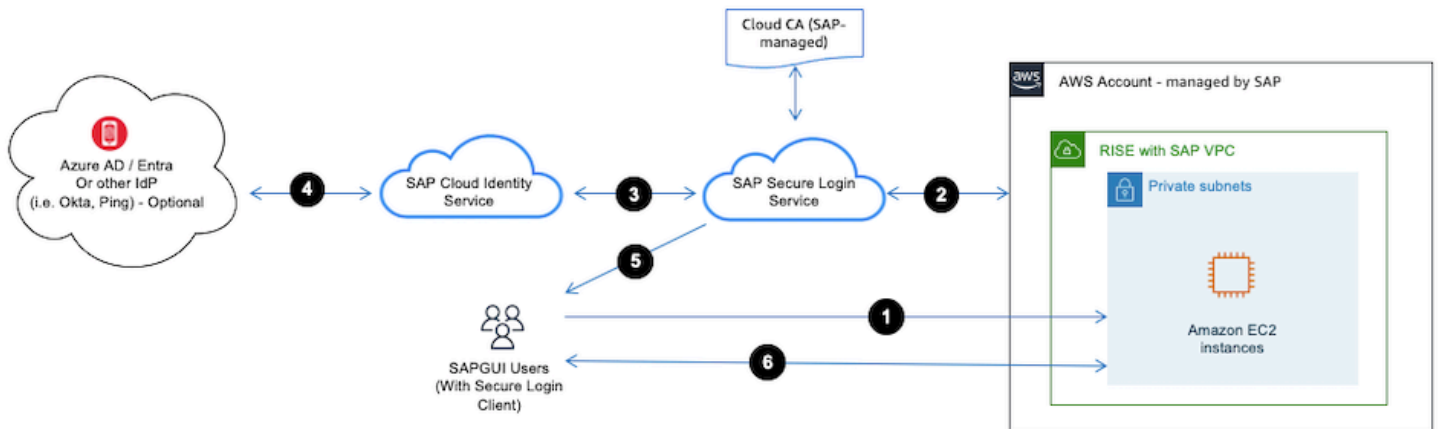 Cloud CA (SAP-
managed)
aws
AWS Account - managed by SAP
RISE with SAP VPC
Private subnets
Amazon EC2
instances
Azure AD / Entra
Or other IdP
(i.e. Okta, Ping) - Optional
4
SAP Cloud Identity
Service
3
SAP Secure Login
Service
2
5
1
6
SAPGUI Users
(With Secure Login
Client)